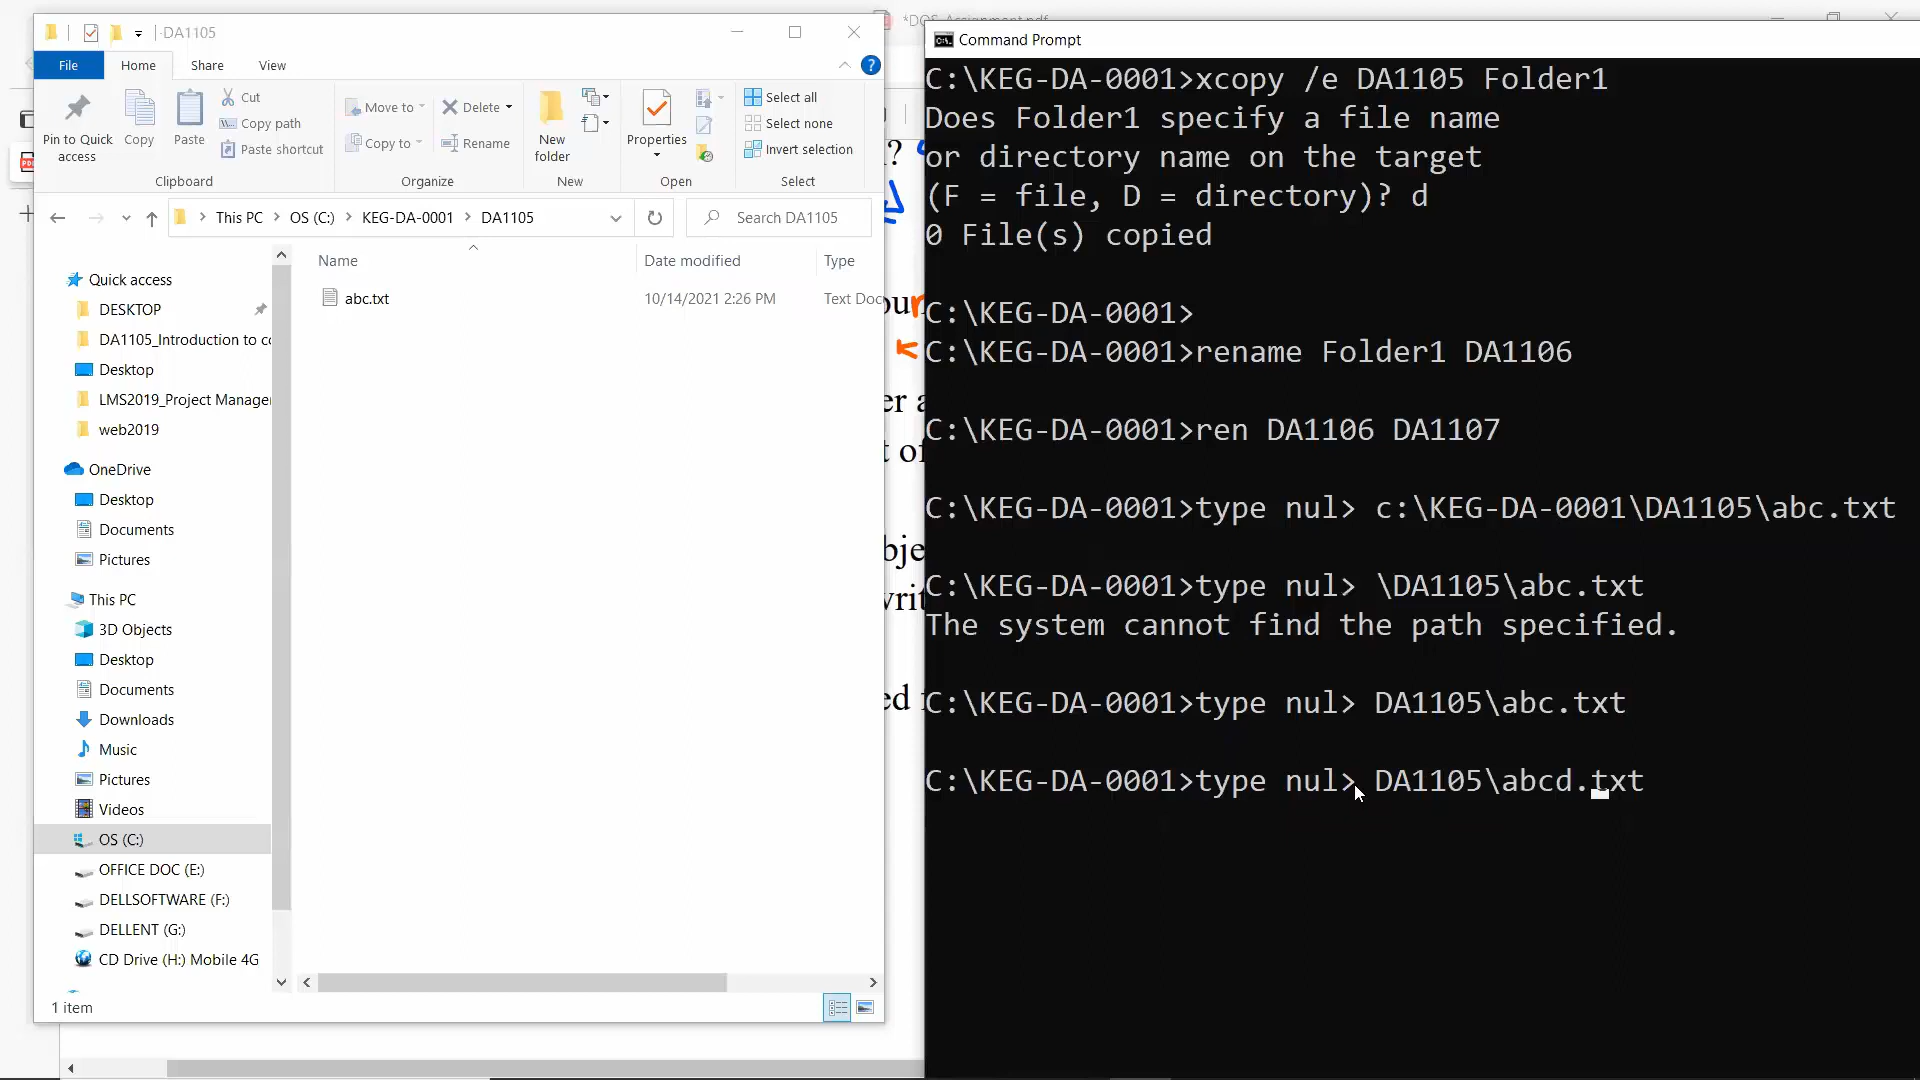 DA1105
*DOS_Assignment.pdf
File Home Share View
Pin to Quick access
Copy
Paste
Cut
Copy path
Paste shortcut
Clipboard
Move to
Copy to
Delete
Rename
Organize
New folder
New
Properties
Open
Select all
Select none
Invert selection
Select
This PC > OS (C:) > KEG-DA-0001 > DA1105
Search DA1105
Name Date modified Type
abc.txt 10/14/2021 2:26 PM Text Doc
Quick access
DESKTOP
DA1105_Introduction to cc
Desktop
LMS2019_Project Manager
web2019
OneDrive
Desktop
Documents
Pictures
This PC
3D Objects
Desktop
Documents
Downloads
Music
Pictures
Videos
OS (C:)
OFFICE DOC (E:)
DELLSOFTWARE (F:)
DELLENT (G:)
CD Drive (H:) Mobile 4G
1 item
Command Prompt
C:\KEG-DA-0001>xcopy /e DA1105 Folder1
Does Folder1 specify a file name
or directory name on the target
(F = file, D = directory)? d
0 File(s) copied
C:\KEG-DA-0001>
C:\KEG-DA-0001>rename Folder1 DA1106
C:\KEG-DA-0001>ren DA1106 DA1107
C:\KEG-DA-0001>type nul> c:\KEG-DA-0001\DA1105\abc.txt
C:\KEG-DA-0001>type nul> \DA1105\abc.txt
The system cannot find the path specified.
C:\KEG-DA-0001>type nul> DA1105\abc.txt
C:\KEG-DA-0001>type nul> DA1105\abcd.txt